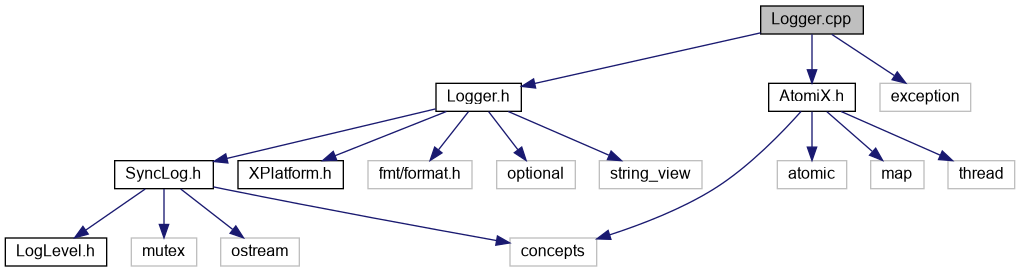 Logger.cpp
Logger.h
AtomiX.h
exception
SyncLog.h
XPlatform.h
fmt/format.h
optional
string_view
atomic
map
thread
LogLevel.h
mutex
ostream
concepts